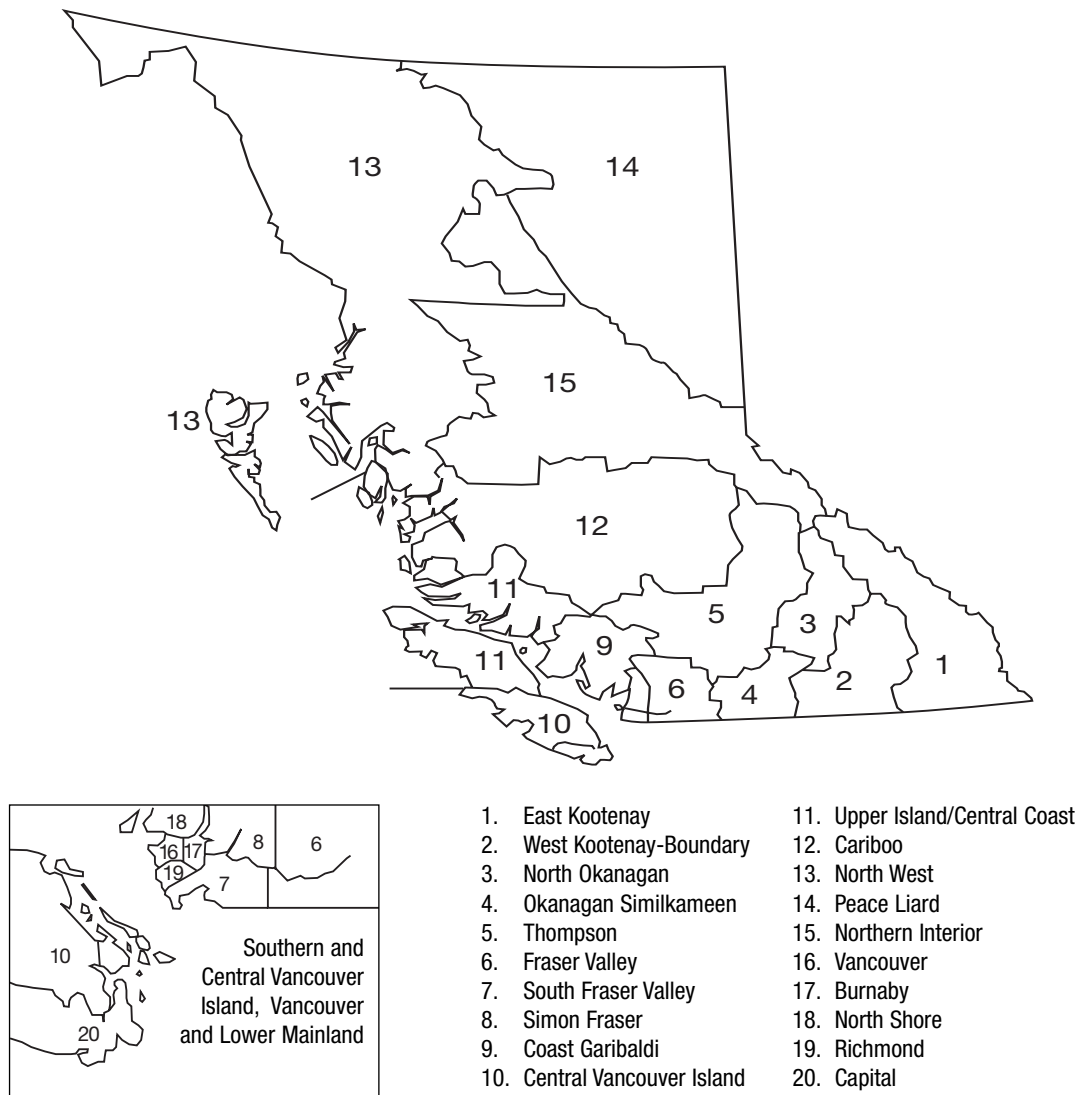 13
14
13
15
12
11
5
3
9
11
1
2
6
4
10
18
8
6
16
17
19
7
10
20
Southern and
Central Vancouver
Island, Vancouver
and Lower Mainland
1. East Kootenay
2. West Kootenay-Boundary
3. North Okanagan
4. Okanagan Similkameen
5. Thompson
6. Fraser Valley
7. South Fraser Valley
8. Simon Fraser
9. Coast Garibaldi
10. Central Vancouver Island
11. Upper Island/Central Coast
12. Cariboo
13. North West
14. Peace Liard
15. Northern Interior
16. Vancouver
17. Burnaby
18. North Shore
19. Richmond
20. Capital